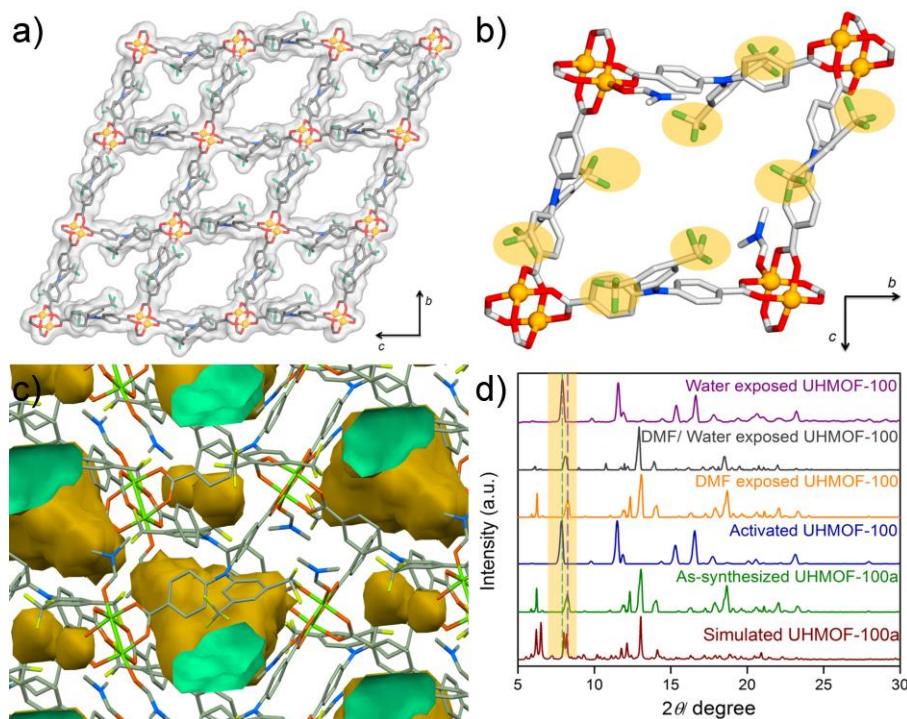 a)
b
c
b)
b
c
c)
d)
Water exposed UHMOF-100
DMF/ Water exposed UHMOF-100
DMF exposed UHMOF-100
Activated UHMOF-100
As-synthesized UHMOF-100a
Simulated UHMOF-100a
Intensity (a.u.)
5 10 15 20 25 30
2θ/ degree